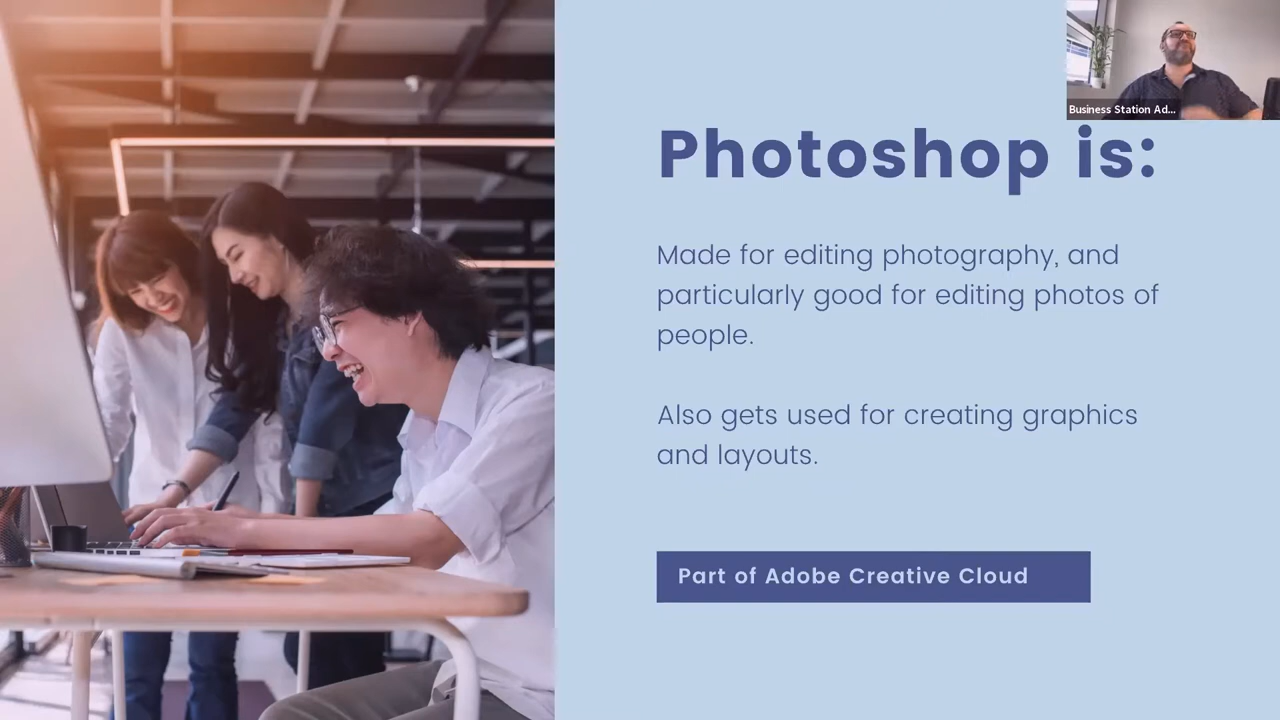 Business Station Ad...
Photoshop is:
Made for editing photography, and
particularly good for editing photos of
people.
Also gets used for creating graphics
and layouts.
Part of Adobe Creative Cloud